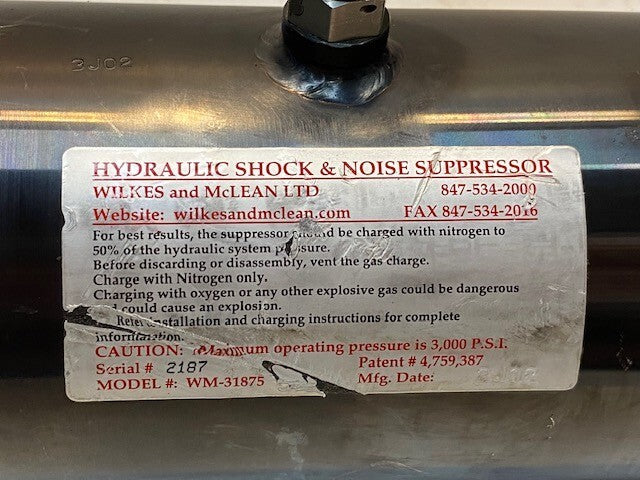 3J02
HYDRAULIC SHOCK & NOISE SUPPRESSOR
WILKES and McLEAN LTD 847-534-2000
Website: wilkesandmclean.com FAX 847-534-2016
For best results, the suppressor should be charged with nitrogen to
50% of the hydraulic system pressure.
Before discarding or disassembly, vent the gas charge.
Charge with Nitrogen only.
Charging with oxygen or any other explosive gas could be dangerous
and could cause an explosion.
Refer installation and charging instructions for complete
information.
CAUTION: Maximum operating pressure is 3,000 P.S.I.
Serial # 2187 Patent # 4,759,387
MODEL #: WM-31875 Mfg. Date: 3J02